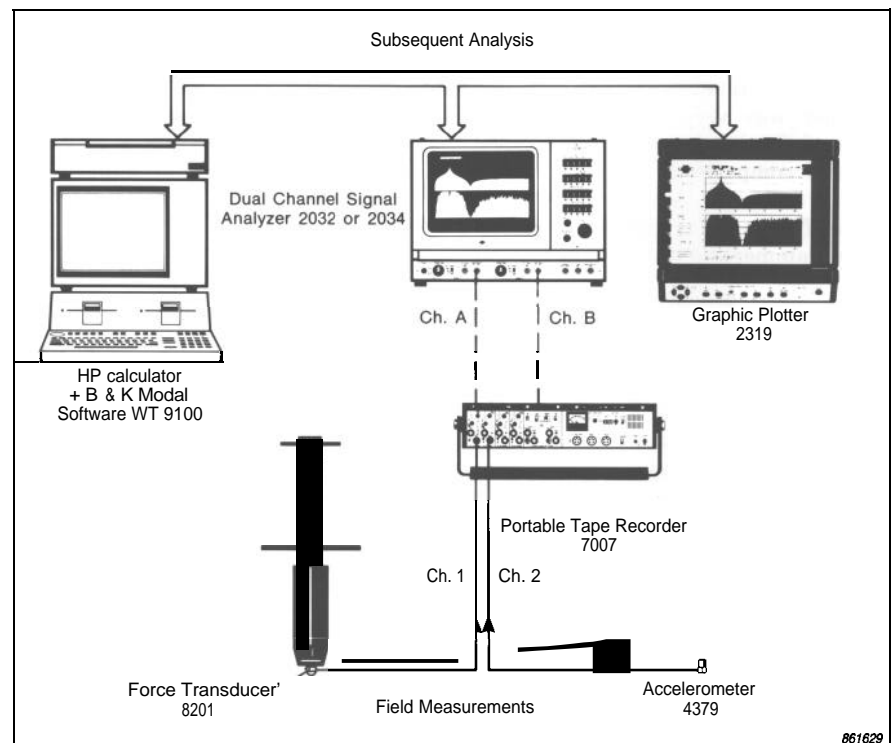 Subsequent Analysis
Dual Channel Signal
Analyzer 2032 or 2034
Ch. A
Ch. B
Graphic Plotter
2319
HP calculator
+ B & K Modal
Software WT 9100
Portable Tape Recorder
7007
Ch. 1
Ch. 2
Force Transducer'
8201
Field Measurements
Accelerometer
4379
861629